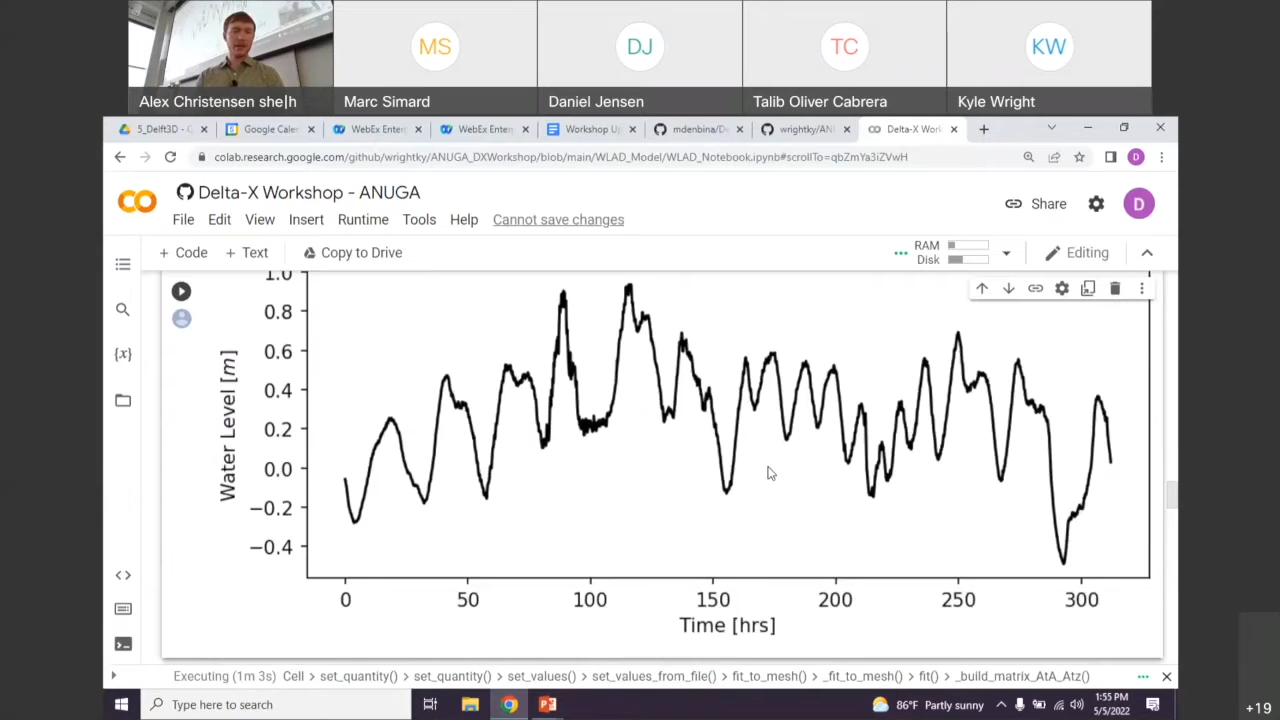 MS
DJ
TC
KW
Alex Christensen she|h
Marc Simard
Daniel Jensen
Talib Oliver Cabrera
Kyle Wright
5_Delft3D - G
Google Caler
WebEx Enter
WebEx Enter
Workshop U
mdenbina/De
wrightky/ANU
Delta-X Work
colab.research.google.com/github/wrightky/ANUGA_DXWorkshop/blob/main/WLAD_Model/WLAD_Notebook.ipynb#scrollTo=qbZmYa3iZVwH
D
Delta-X Workshop - ANUGA
Share
D
File Edit View Insert Runtime Tools Help Cannot save changes
+ Code + Text Copy to Drive
RAM
Disk
Editing
{x}
1.0
0.8
0.6
0.4
0.2
0.0
−0.2
−0.4
Water Level [m]
0 50 100 150 200 250 300
Time [hrs]
Executing (1m 3s) Cell > set_quantity() > set_quantity() > set_values() > set_values_from_file() > fit_to_mesh() > _fit_to_mesh() > fit() > _build_matrix_AtA_Atz()
Type here to search
86°F Partly sunny
1:55 PM
5/5/2022
+19